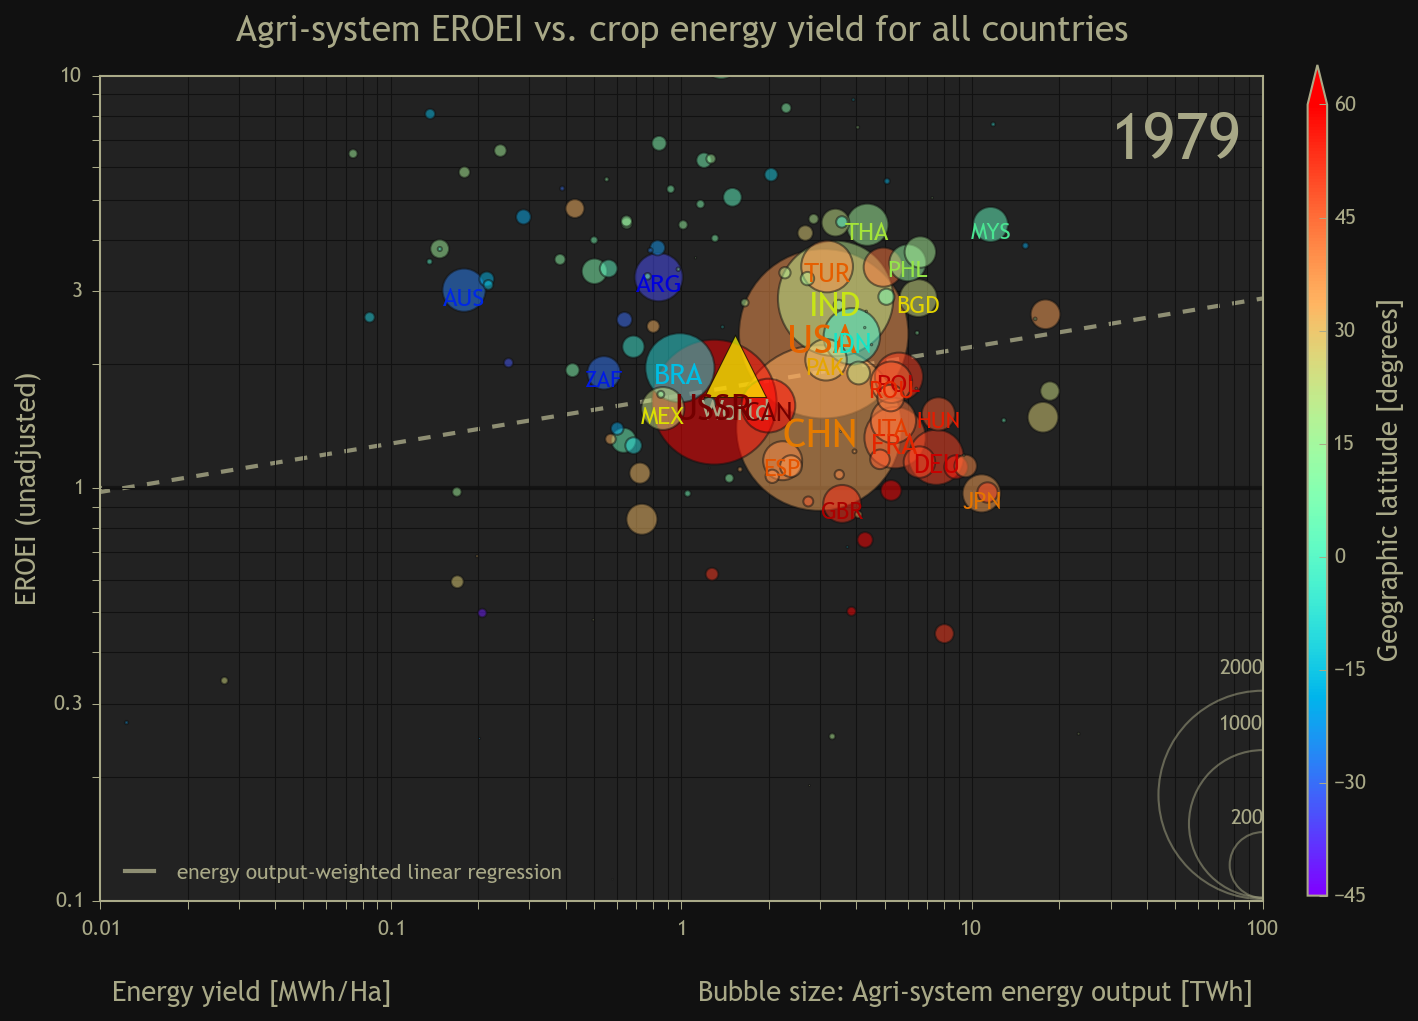 Agri-system EROEI vs. crop energy yield for all countries
1979
EROEI (unadjusted)
10
3
1
0.3
0.1
0.01
0.1
1
10
100
Energy yield [MWh/Ha]
Bubble size: Agri-system energy output [TWh]
energy output-weighted linear regression
2000
1000
200
Geographic latitude [degrees]
60
45
30
15
0
−15
−30
−45
THA
MYS
TUR
PHL
ARG
AUS
IND
BGD
USA
IDN
BRA
PAK
ZAF
POL
ROU
USSR
CAN
MEX
CHN
ITA
HUN
FRA
ESP
DEU
JPN
GBR